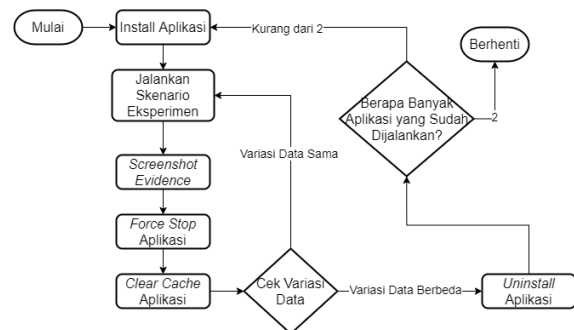 Mulai
Install Aplikasi
Kurang dari 2
Berhenti
Jalankan
Skenario
Eksperimen
Berapa Banyak
Aplikasi yang Sudah
Dijalankan?
2
Variasi Data Sama
Screenshot
Evidence
Force Stop
Aplikasi
Clear Cache
Aplikasi
Cek Variasi
Data
Variasi Data Berbeda
Uninstall
Aplikasi